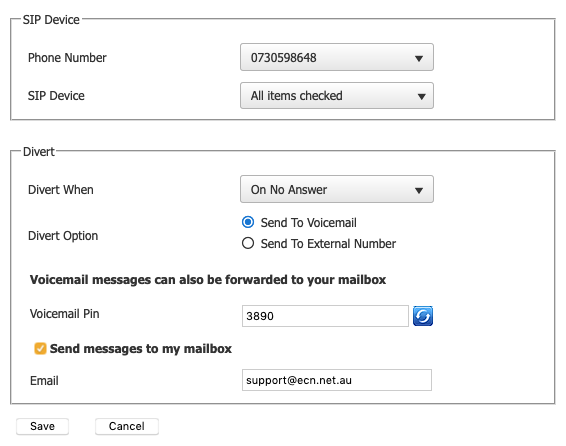 SIP Device
Phone Number 0730598648
SIP Device All items checked
Divert
Divert When On No Answer
Divert Option Send To Voicemail
Send To External Number
Voicemail messages can also be forwarded to your mailbox
Voicemail Pin 3890
Send messages to my mailbox
Email support@ecn.net.au
Save Cancel